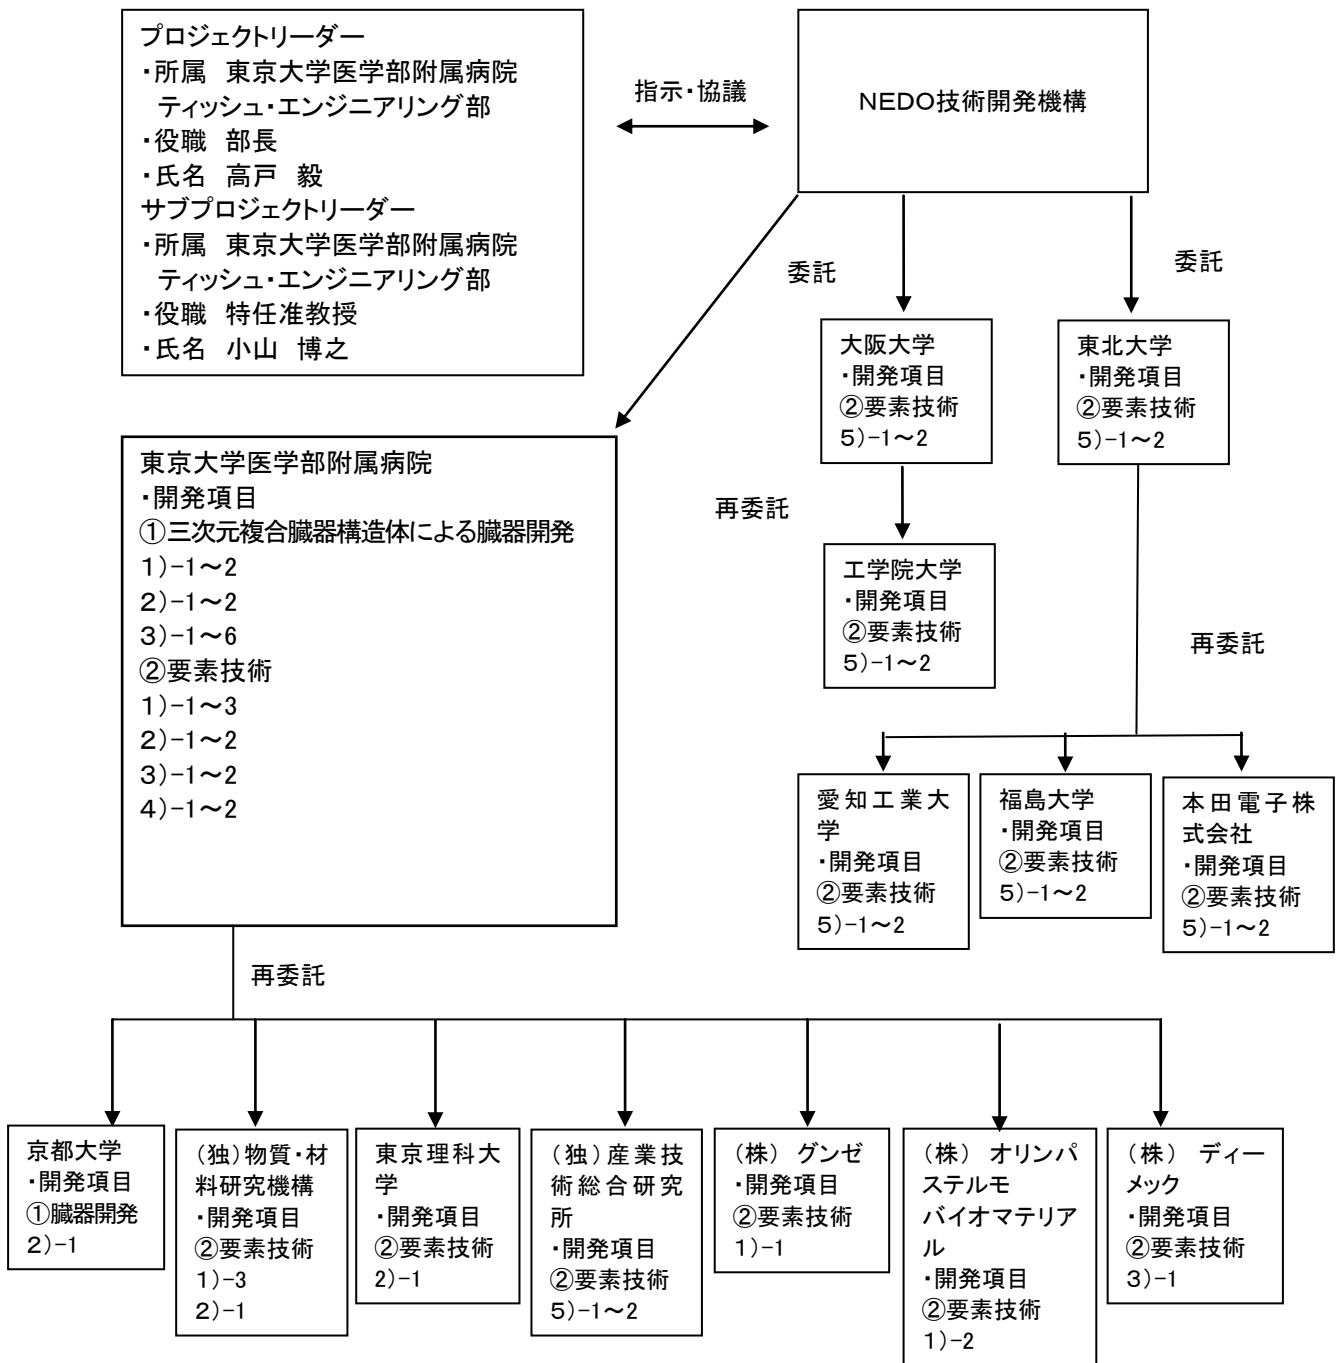 プロジェクトリーダー
・所属　東京大学医学部附属病院
ティッシュ・エンジニアリング部
・役職　部長
・氏名　高戸　毅
サブプロジェクトリーダー
・所属　東京大学医学部附属病院
ティッシュ・エンジニアリング部
・役職　特任准教授
・氏名　小山　博之
指示・協議
NEDO技術開発機構
委託
委託
大阪大学
・開発項目
②要素技術
5)-1～2
東北大学
・開発項目
②要素技術
5)-1～2
再委託
工学院大学
・開発項目
②要素技術
5)-1～2
再委託
東京大学医学部附属病院
・開発項目
①三次元複合臓器構造体による臓器開発
1)-1～2
2)-1～2
3)-1～6
②要素技術
1)-1～3
2)-1～2
3)-1～2
4)-1～2
愛知工業大
学
・開発項目
②要素技術
5)-1～2
福島大学
・開発項目
②要素技術
5)-1～2
本田電子株
式会社
・開発項目
②要素技術
5)-1～2
再委託
京都大学
・開発項目
①臓器開発
2)-1
(独)物質・材
料研究機構
・開発項目
②要素技術
1)-3
2)-1
東京理科大
学
・開発項目
②要素技術
2)-1
(独)産業技
術総合研究
所
・開発項目
②要素技術
5)-1～2
(株) グンゼ
・開発項目
②要素技術
1)-1
(株) オリンパ
ステルモ
バイオマテリア
ル
・開発項目
②要素技術
1)-2
(株) ディー
メック
・開発項目
②要素技術
3)-1